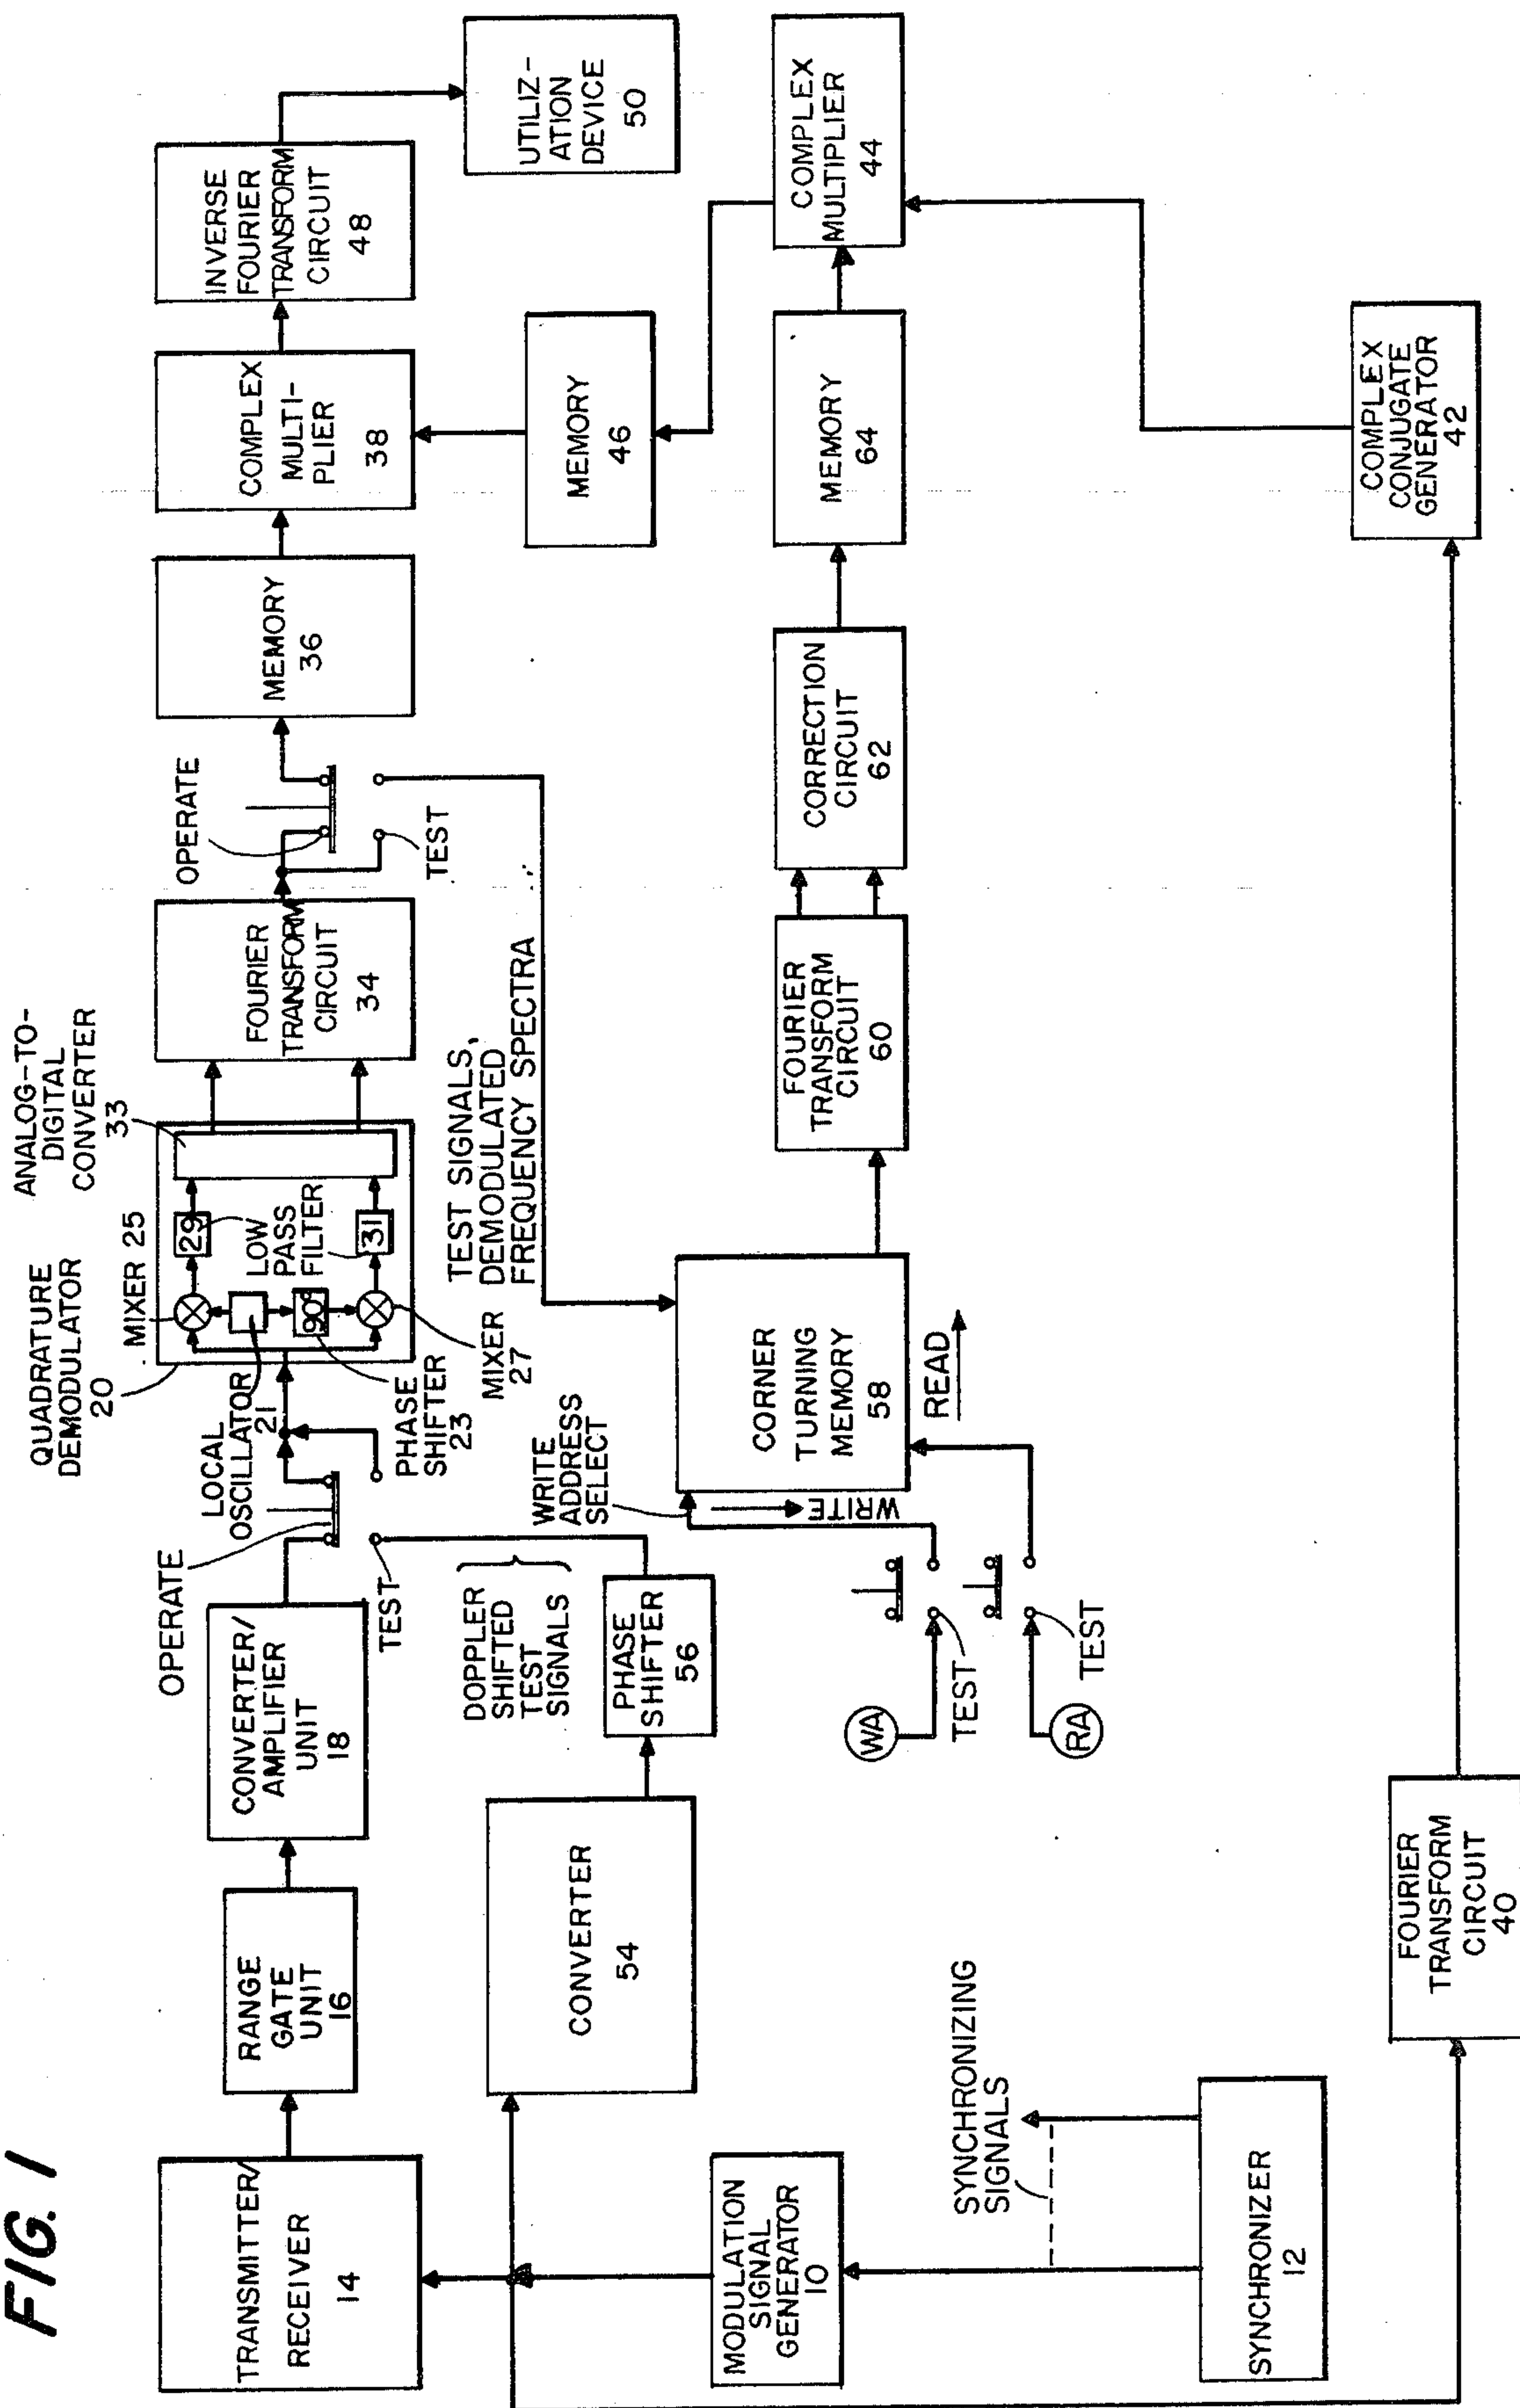 FIG. 1
TRANSMITTER/
RECEIVER
14
RANGE
GATE
UNIT
16
CONVERTER/
AMPLIFIER
UNIT
18
OPERATE
TEST
LOCAL
OSCILLATOR
21
QUADRATURE
DEMODULATOR
20
MIXER 25
29
LOW
PASS
FILTER
90°
31
PHASE
SHIFTER
23
MIXER
27
ANALOG-TO-
DIGITAL
CONVERTER
33
FOURIER
TRANSFORM
CIRCUIT
34
OPERATE
TEST
MEMORY
36
COMPLEX
MULTI-
PLIER
38
INVERSE
FOURIER
TRANSFORM
CIRCUIT
48
UTILIZ-
ATION
DEVICE
50
CONVERTER
54
DOPPLER
SHIFTED
TEST
SIGNALS
PHASE
SHIFTER
56
WRITE
ADDRESS
SELECT
TEST SIGNALS,
DEMODULATED
FREQUENCY SPECTRA
MEMORY
46
MODULATION
SIGNAL
GENERATOR
10
WA
TEST
RA
TEST
WRITE
CORNER
TURNING
MEMORY
58
READ
FOURIER
TRANSFORM
CIRCUIT
60
CORRECTION
CIRCUIT
62
MEMORY
64
COMPLEX
MULTIPLIER
44
SYNCHRONIZING
SIGNALS
SYNCHRONIZER
12
FOURIER
TRANSFORM
CIRCUIT
40
COMPLEX
CONJUGATE
GENERATOR
42